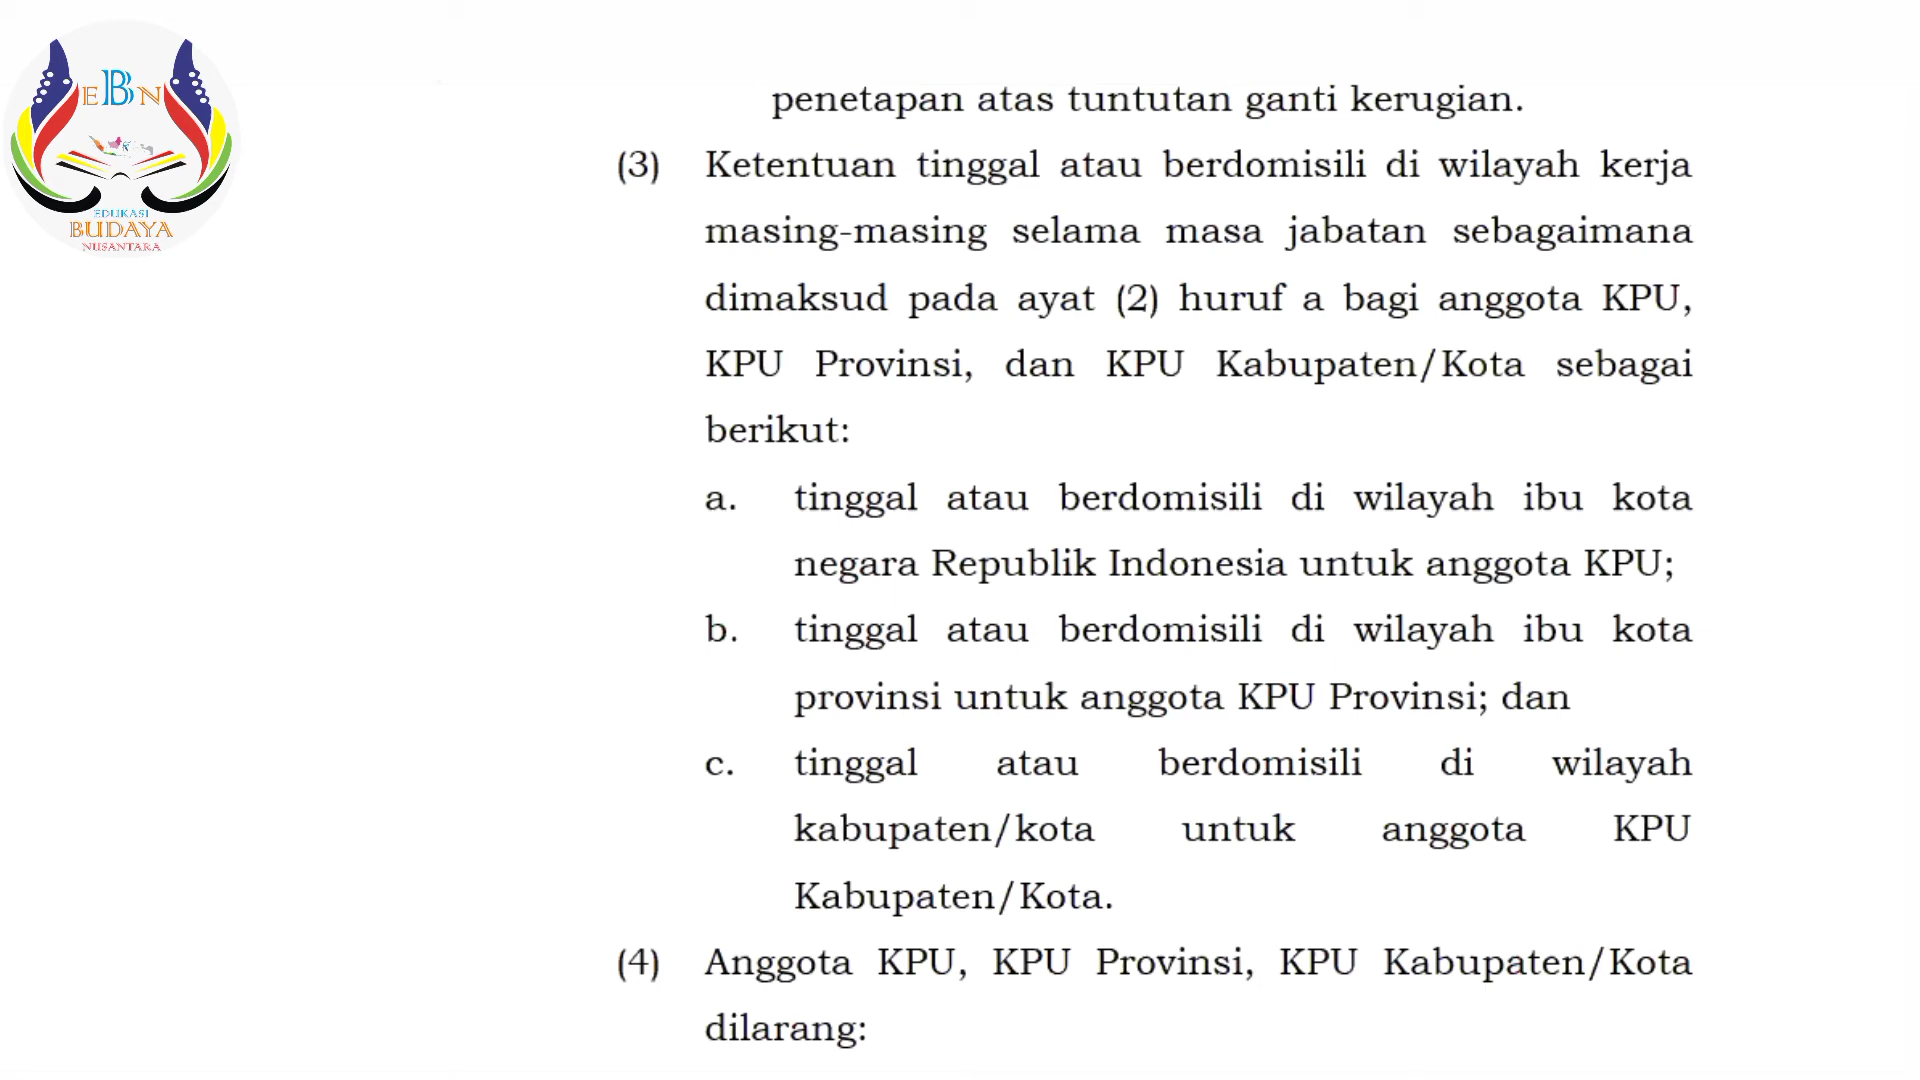 EBN
EDUKASI
BUDAYA
NUSANTARA
penetapan atas tuntutan ganti kerugian.
(3) Ketentuan tinggal atau berdomisili di wilayah kerja
masing-masing selama masa jabatan sebagaimana
dimaksud pada ayat (2) huruf a bagi anggota KPU,
KPU Provinsi, dan KPU Kabupaten/Kota sebagai
berikut:
a. tinggal atau berdomisili di wilayah ibu kota
negara Republik Indonesia untuk anggota KPU;
b. tinggal atau berdomisili di wilayah ibu kota
provinsi untuk anggota KPU Provinsi; dan
c. tinggal atau berdomisili di wilayah
kabupaten/kota untuk anggota KPU
Kabupaten/Kota.
(4) Anggota KPU, KPU Provinsi, KPU Kabupaten/Kota
dilarang: